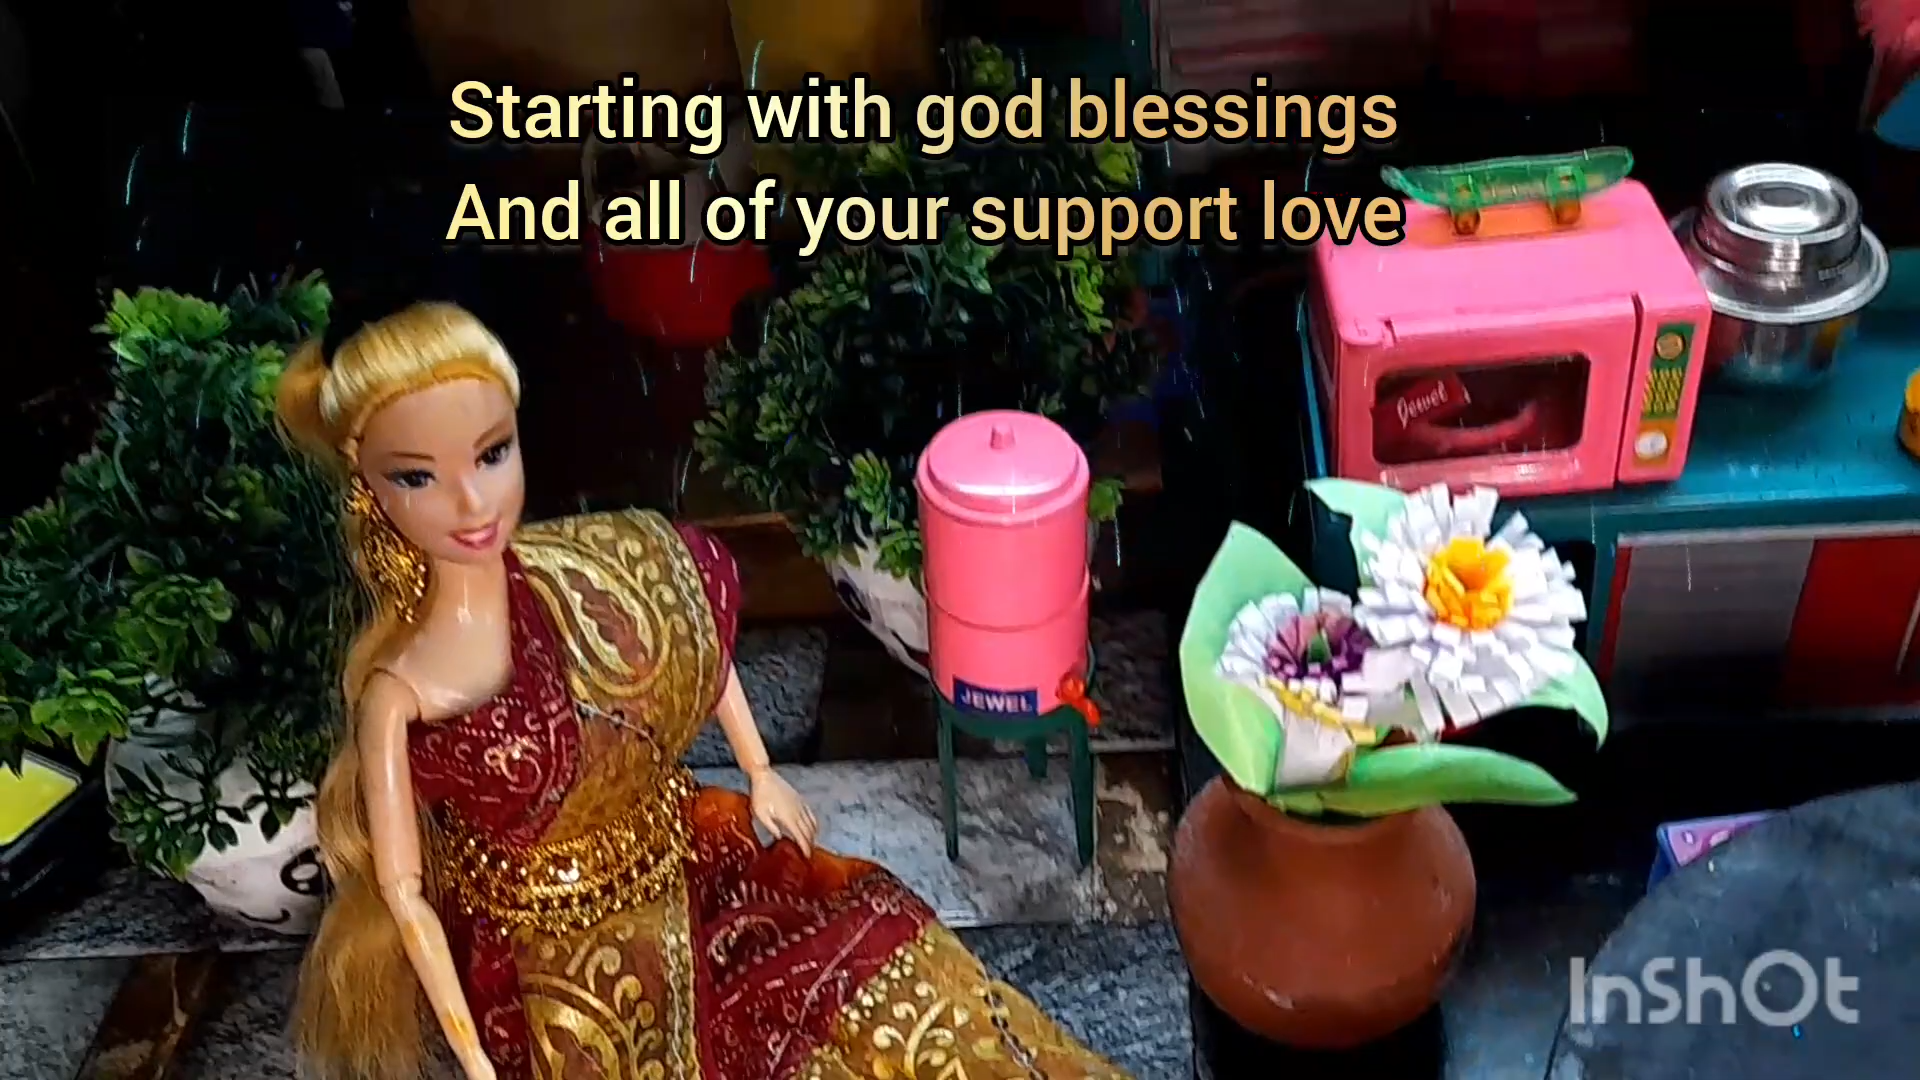 Starting with god blessings
And all of your support love
Jewel
JEWEL
InShOt